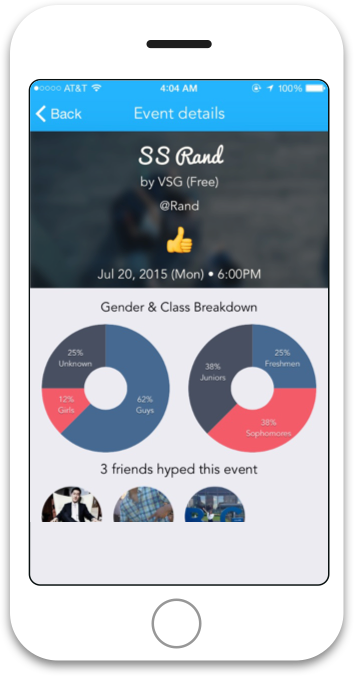 AT&T 4:04 AM 100%
Back Event details
SS Rand
by VSG (Free)
@Rand
Jul 20, 2015 (Mon) • 6:00PM
Gender & Class Breakdown
25%
Unknown
12%
Girls
62%
Guys
38%
Juniors
25%
Freshmen
38%
Sophomores
3 friends hyped this event